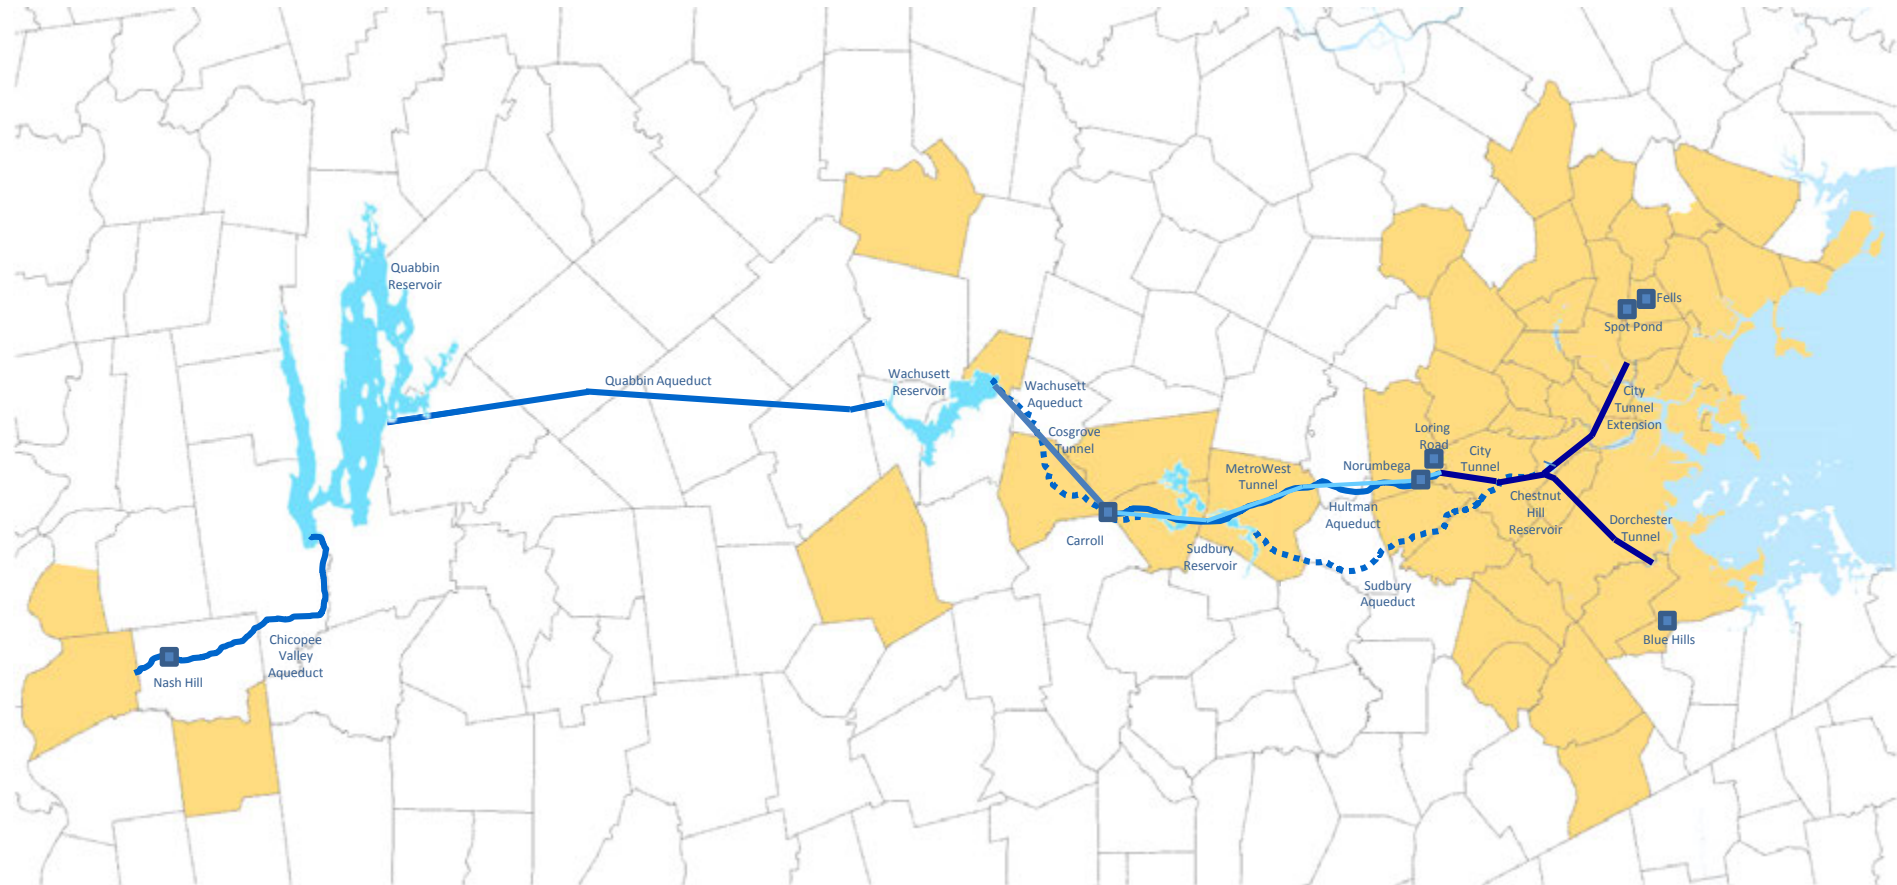 Quabbin
Reservoir
Quabbin Aqueduct
Wachusett
Reservoir
Wachusett
Aqueduct
Cosgrove
Tunnel
Carroll
MetroWest
Tunnel
Sudbury
Reservoir
Hultman
Aqueduct
Sudbury
Aqueduct
Norumbega
Loring
Road
City
Tunnel
Chestnut
Hill
Reservoir
City
Tunnel
Extension
Dorchester
Tunnel
Fells
Spot Pond
Blue Hills
Chicopee
Valley
Aqueduct
Nash Hill